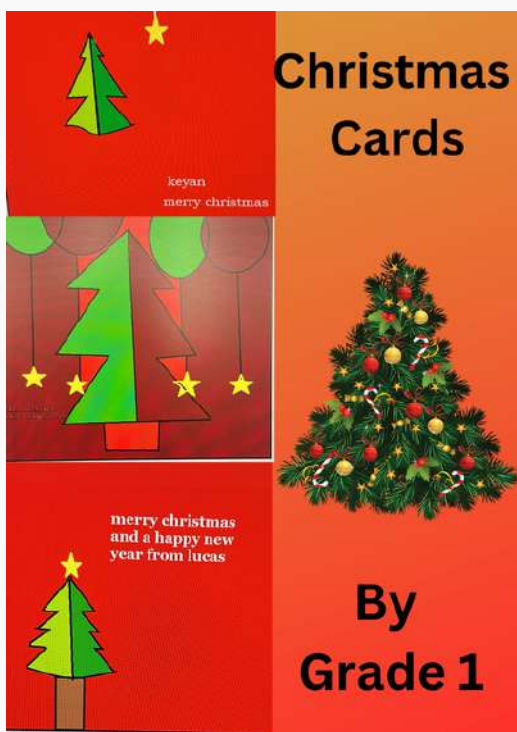 keyan
merry christmas
merry christmas
and a happy new
year from lucas
Christmas
Cards
By
Grade 1